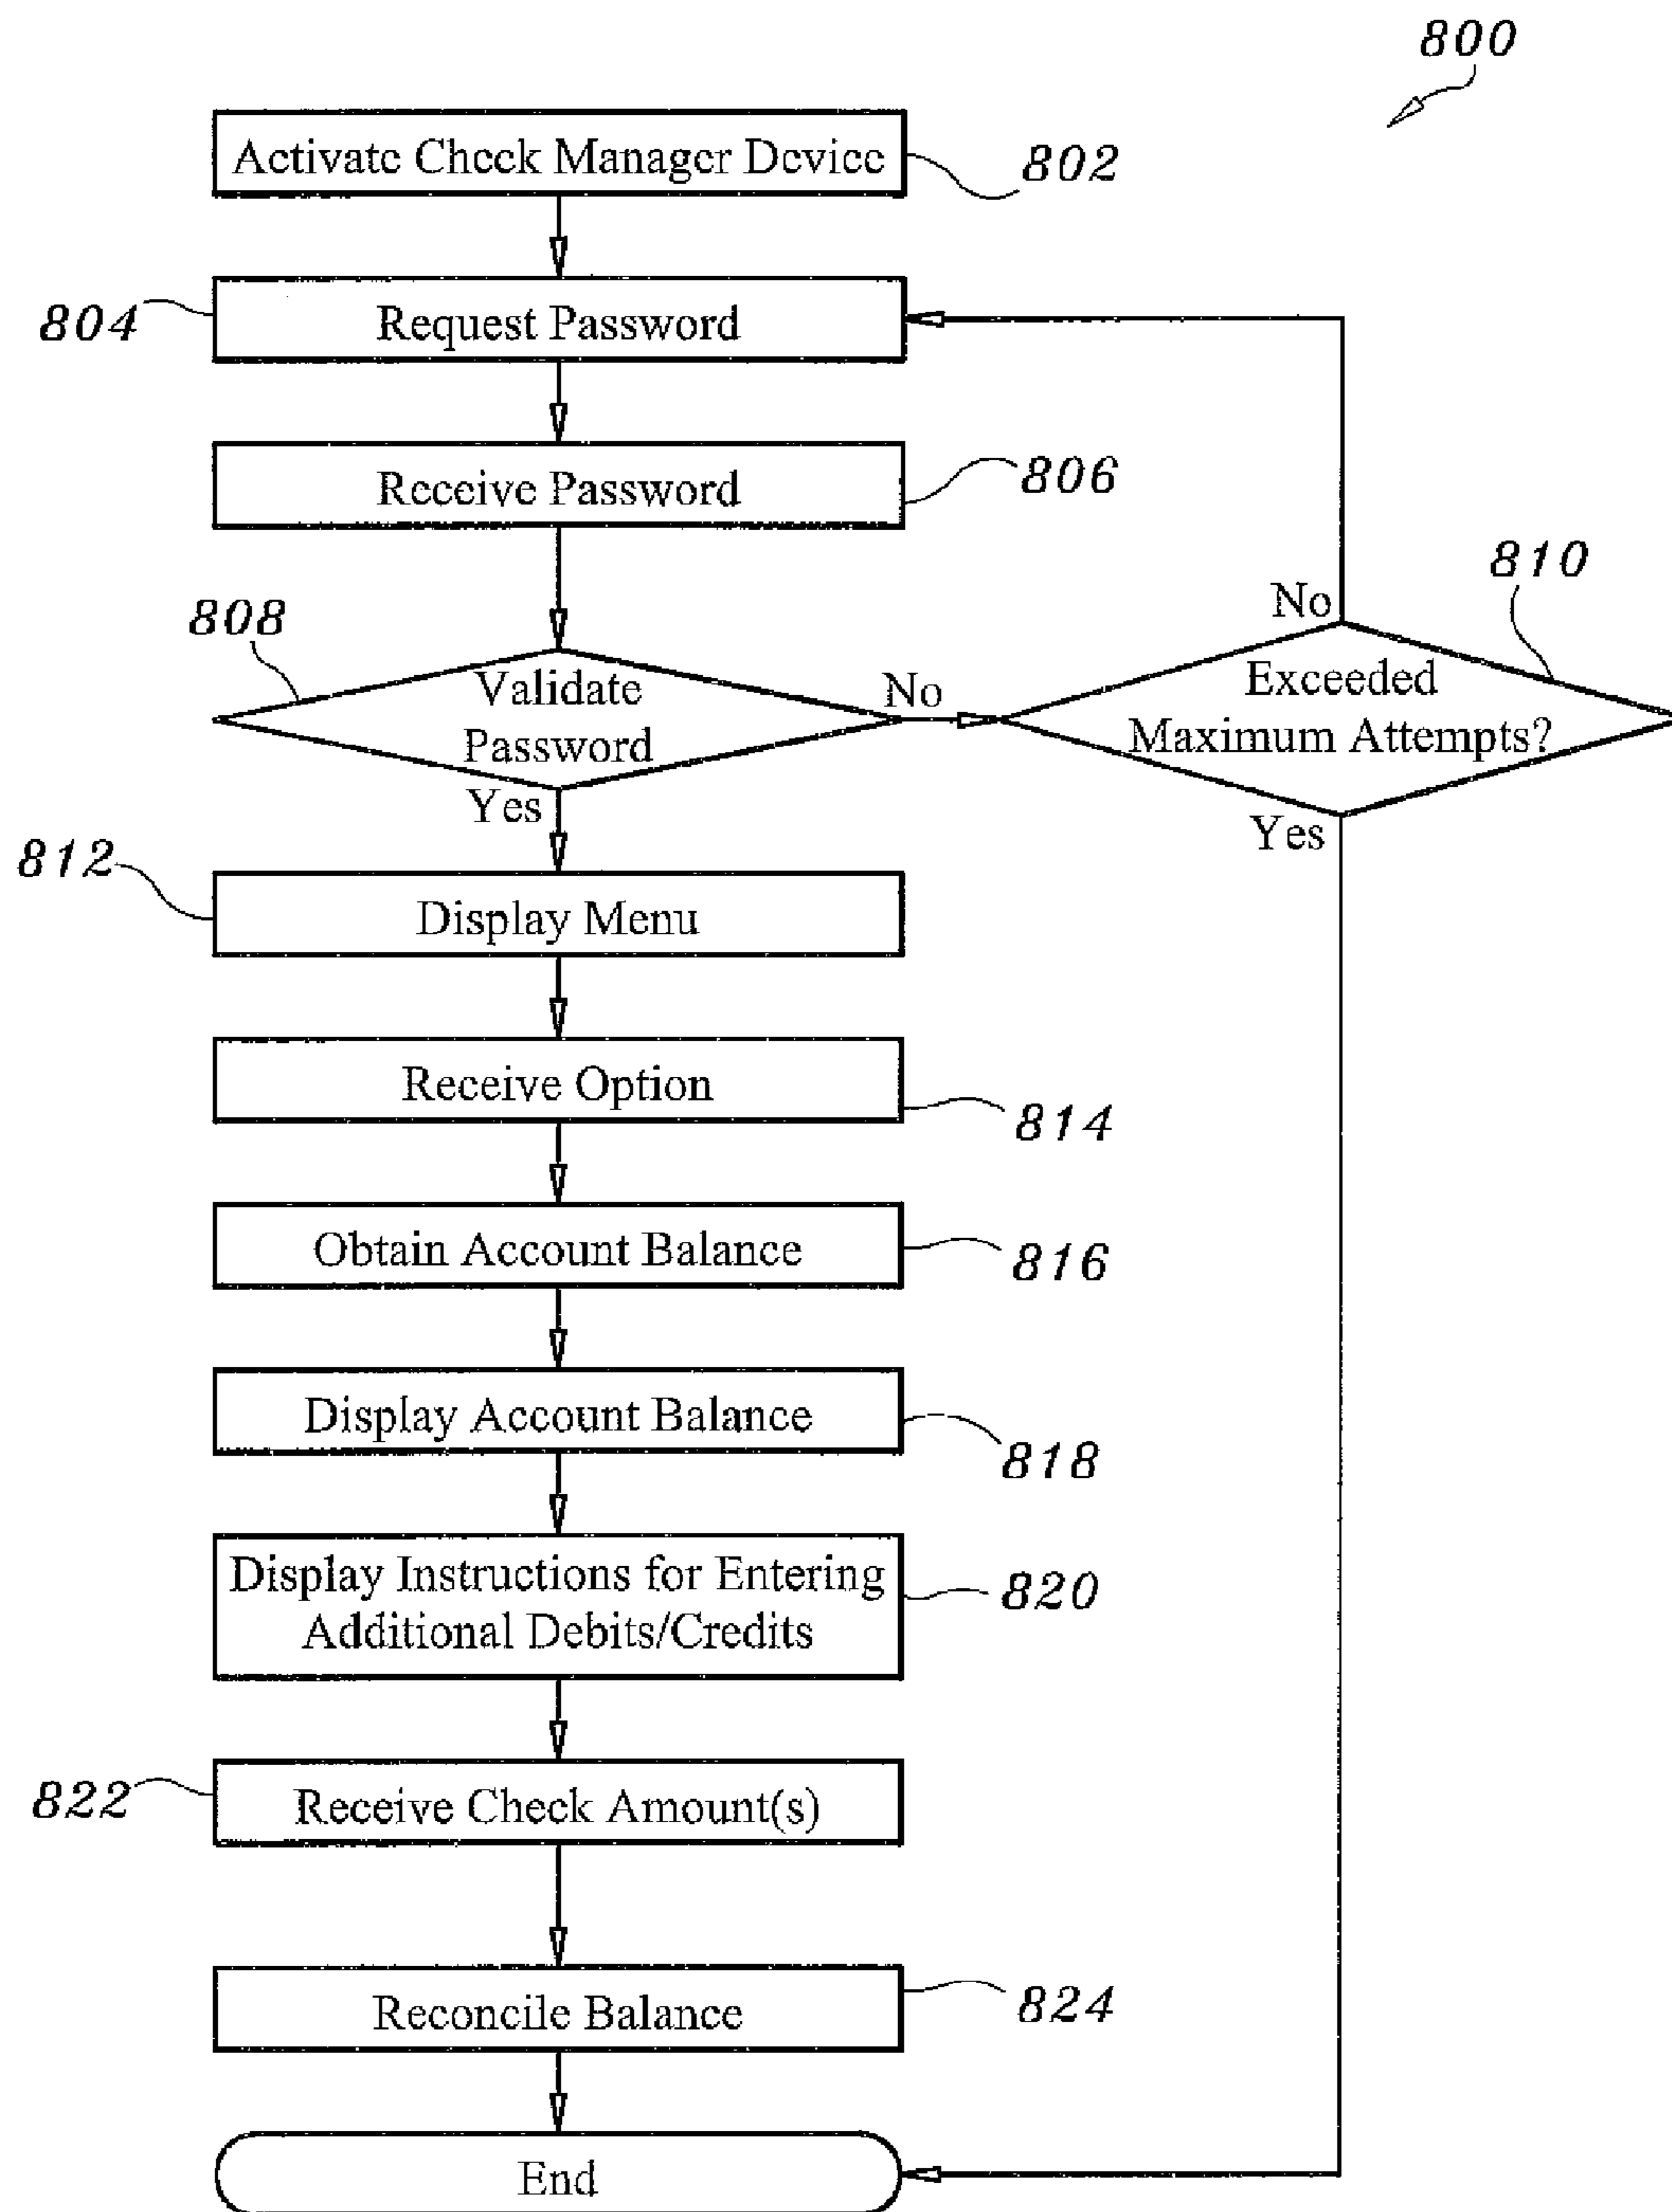 800
Activate Check Manager Device
802
804
Request Password
Receive Password
806
808
Validate
Password
No
Yes
810
No
Exceeded
Maximum Attempts?
Yes
812
Display Menu
Receive Option
814
Obtain Account Balance
816
Display Account Balance
818
Display Instructions for Entering
Additional Debits/Credits
820
822
Receive Check Amount(s)
Reconcile Balance
824
End